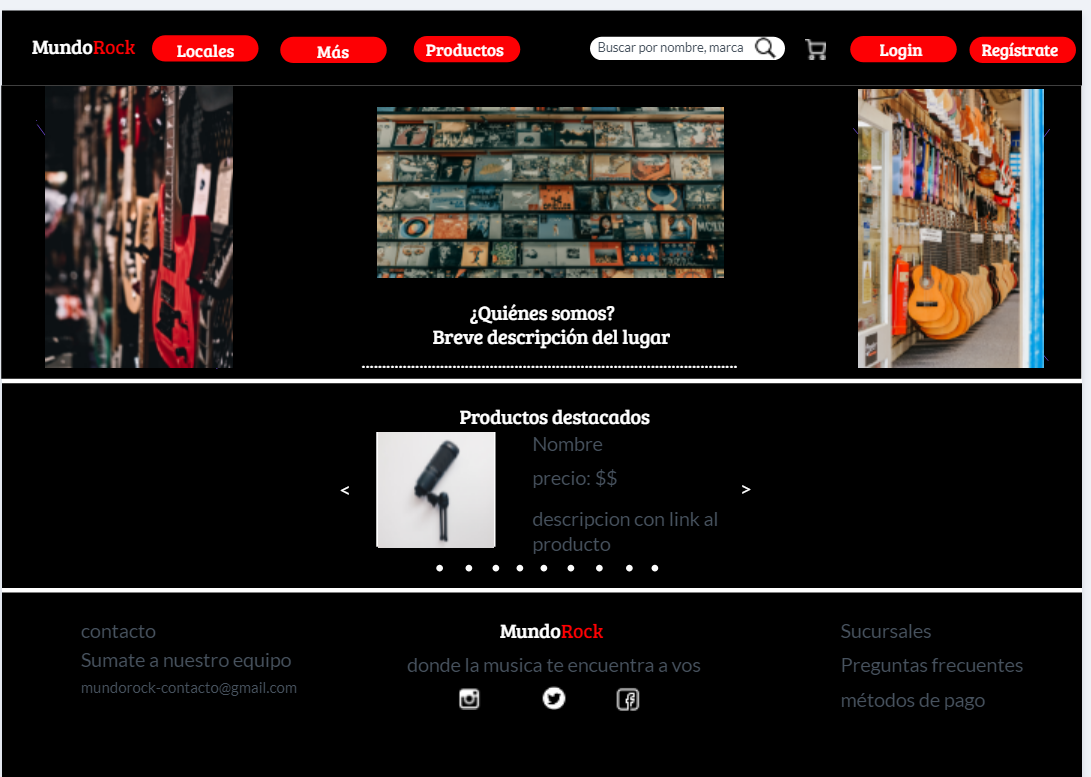 MundoRock
Locales
Más
Productos
Buscar por nombre, marca
Login
Regístrate
¿Quiénes somos?
Breve descripción del lugar
Productos destacados
<
>
Nombre
precio: $$
descripcion con link al
producto
contacto
Sumate a nuestro equipo
mundorock-contacto@gmail.com
MundoRock
donde la musica te encuentra a vos
Sucursales
Preguntas frecuentes
métodos de pago